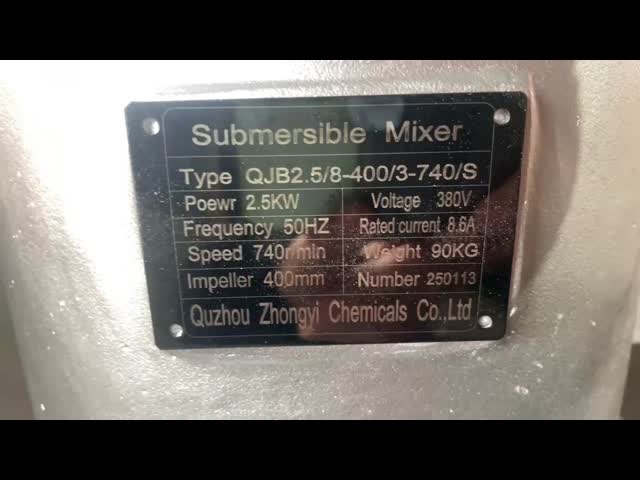 Submersible Mixer
Type QJB2.5/8-400/3-740/S
Poewr 2.5KW Voltage 380V
Frequency 50HZ Rated current 8.6A
Speed 740r/min Weight 90KG
Impeller 400mm Number 250113
Quzhou Zhongyi Chemicals Co.,Ltd